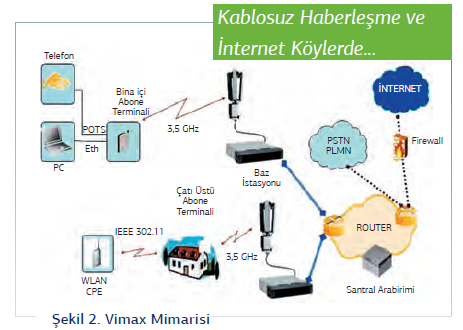 Kablosuz Haberleşme ve
İnternet Köylerde...
Telefon
Bina içi
Abone
Terminali
İNTERNET
POTS
3,5 GHz
PSTN
PLMN
Firewall
Eth
PC
Baz
İstasyonu
Çatı Üstü
Abone
Terminali
ROUTER
IEEE 302.11
3,5 GHz
WLAN
CPE
Santral Arabirimi
Şekil 2. Vimax Mimarisi